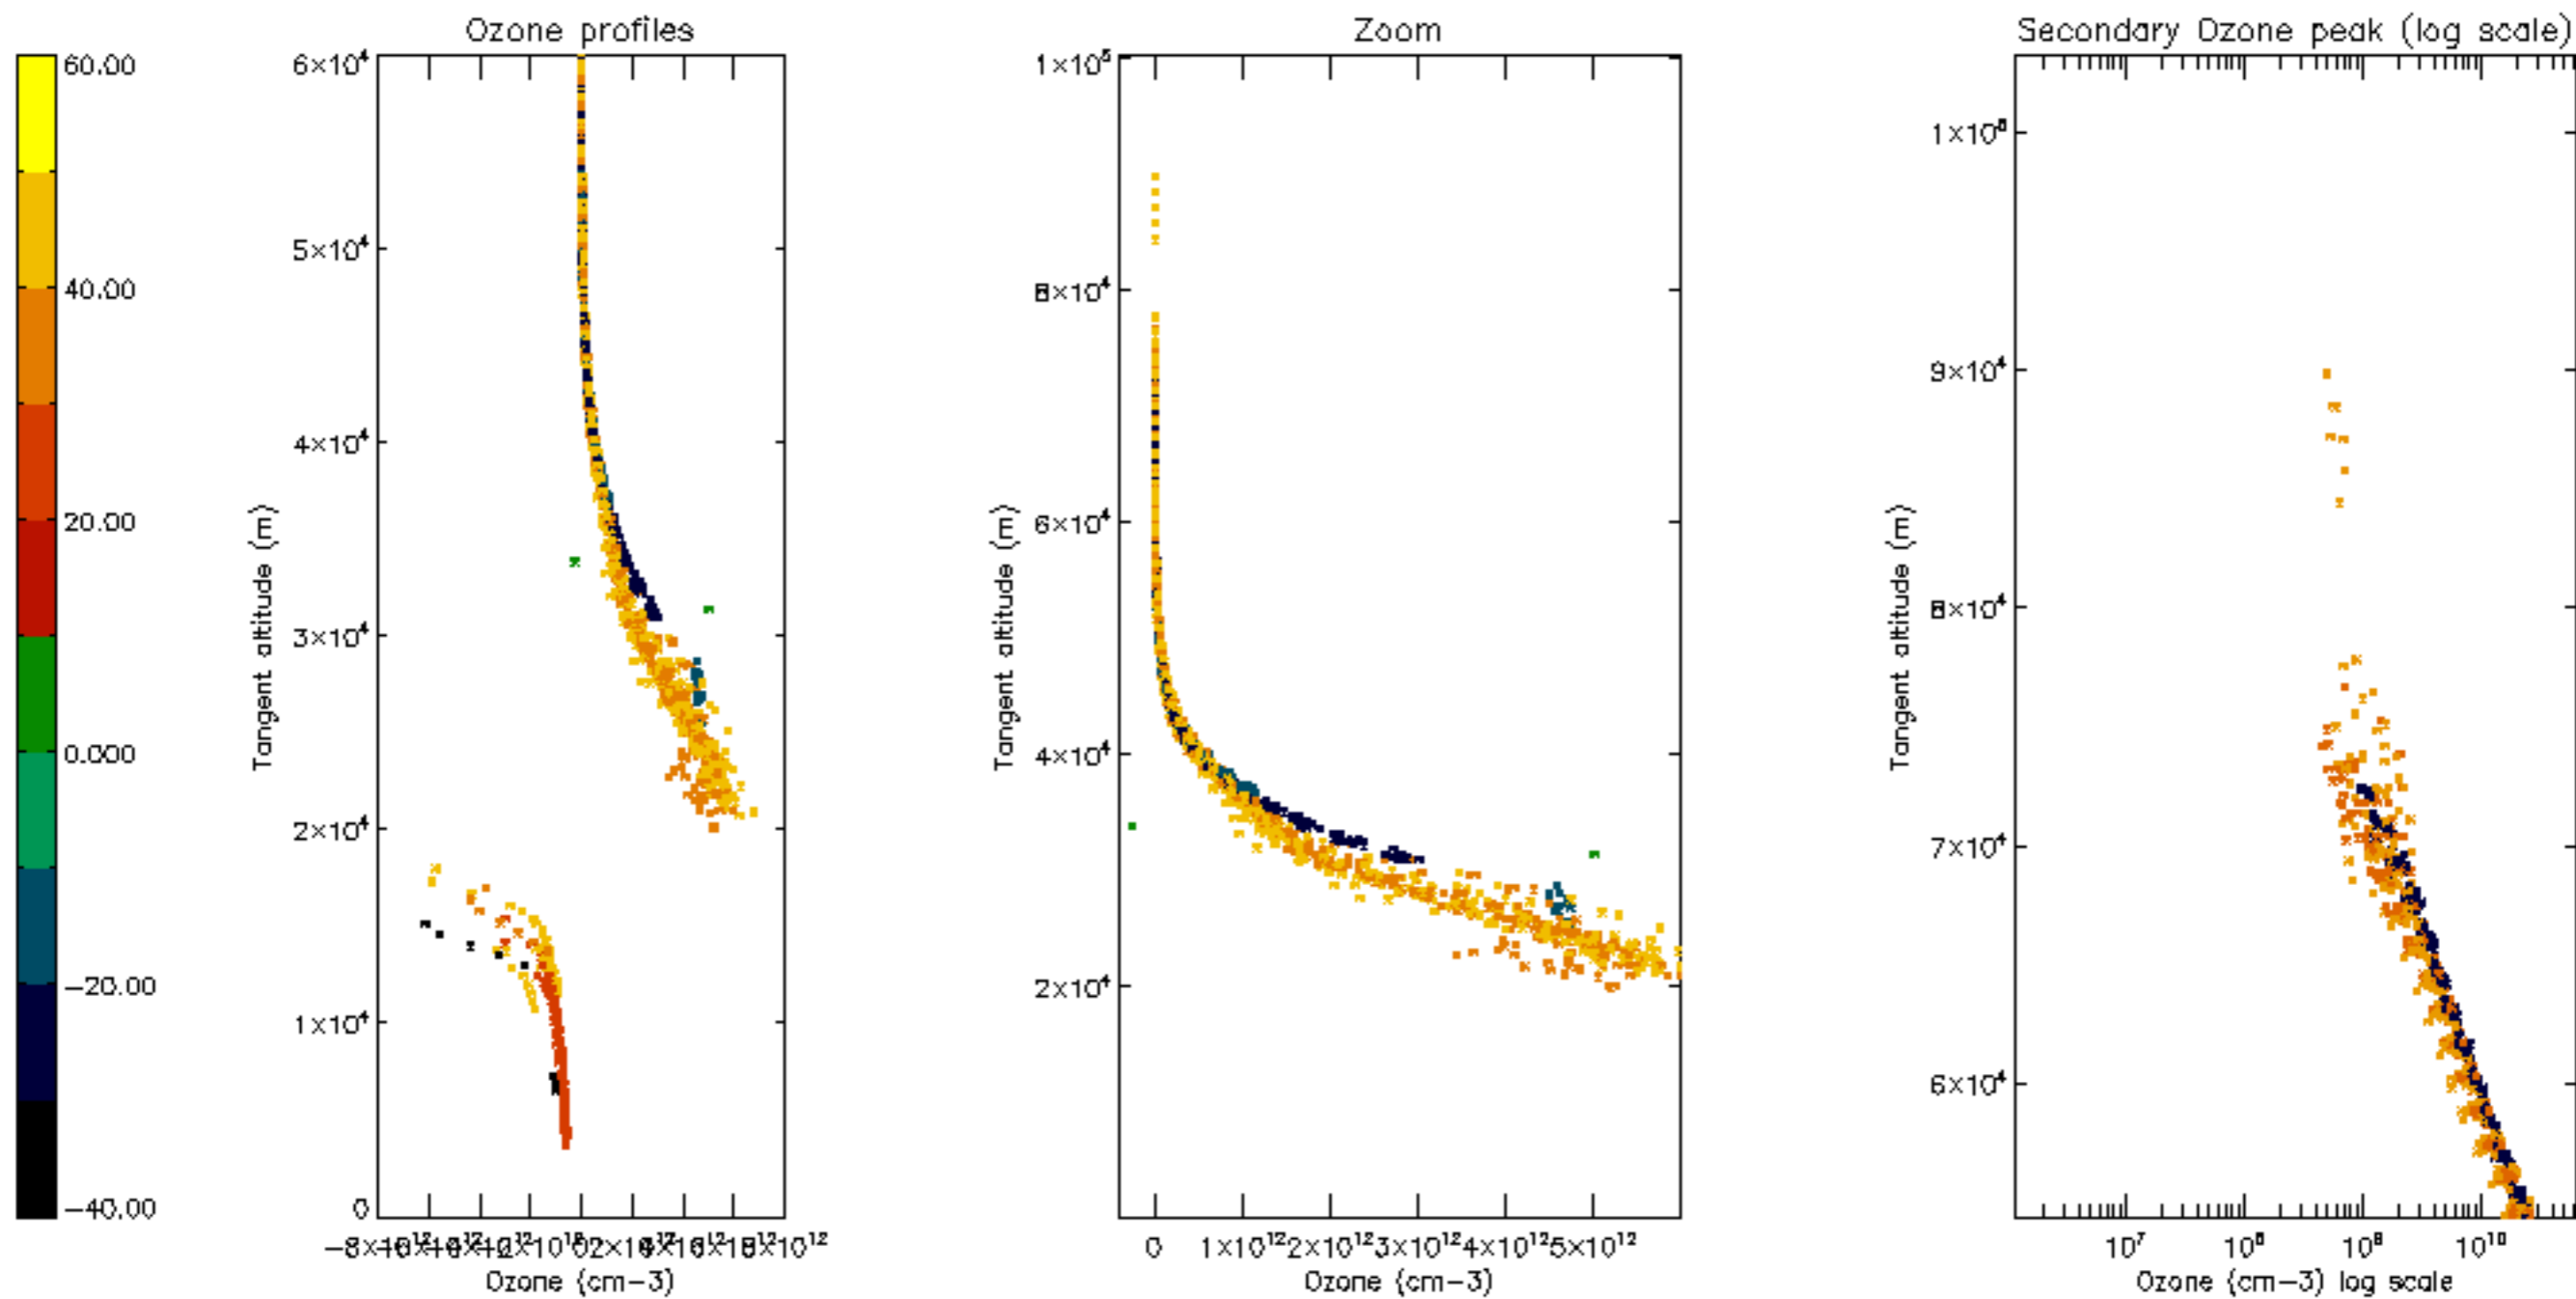 Ozone profiles
Zoom
Secondary Ozone peak (log scale)
60.00
40.00
20.00
0.000
−20.00
−40.00
6×10⁴
5×10⁴
4×10⁴
3×10⁴
2×10⁴
1×10⁴
0
Tangent altitude (m)
Ozone (cm−3)
1×10⁵
8×10⁴
6×10⁴
4×10⁴
2×10⁴
Tangent altitude (m)
0 1×10¹² 2×10¹² 3×10¹² 4×10¹² 5×10¹²
Ozone (cm−3)
9×10⁴
8×10⁴
7×10⁴
6×10⁴
Tangent altitude (m)
10⁷ 10⁸ 10⁹ 10¹⁰
Ozone (cm−3) log scale